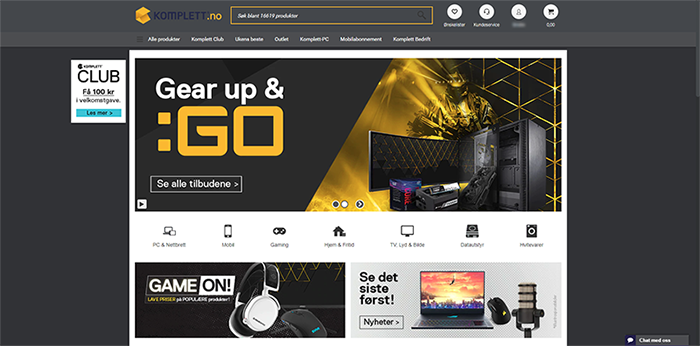 KOMPLETT.no
Søk blant 16619 produkter
Ønskelister
Kundeservice
0,00
Alle produkter
Komplett Club
Ukens beste
Outlet
Komplett-PC
Mobilabonnement
Komplett Bedrift
KOMPLETT
CLUB
Få 100 kr
i velkomstgave.
Les mer >
Gear up &
:GO
Se alle tilbudene >
PC & Nettbrett
Mobil
Gaming
Hjem & Fritid
TV, Lyd & Bilde
Datautstyr
Hvitevarer
GAME ON!
LAVE PRISER på POPULÆRE produkter!
Se det
siste
først!
Nyheter >
Chat med oss